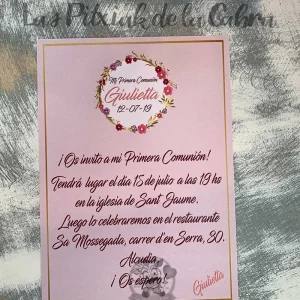 Las Pitxiak de la Cabra
Mi Primera Comunión
Giulietta
12-07-19
¡Os invito a mi Primera Comunión!
Tendrá lugar el día 15 de julio a las 19 hs
en la iglesia de Sant Jaume.
Luego lo celebraremos en el restaurante
Sa Mossegada, carrer d'en Serra, 30.
Alcudia.
¡Os espero!
Giulietta